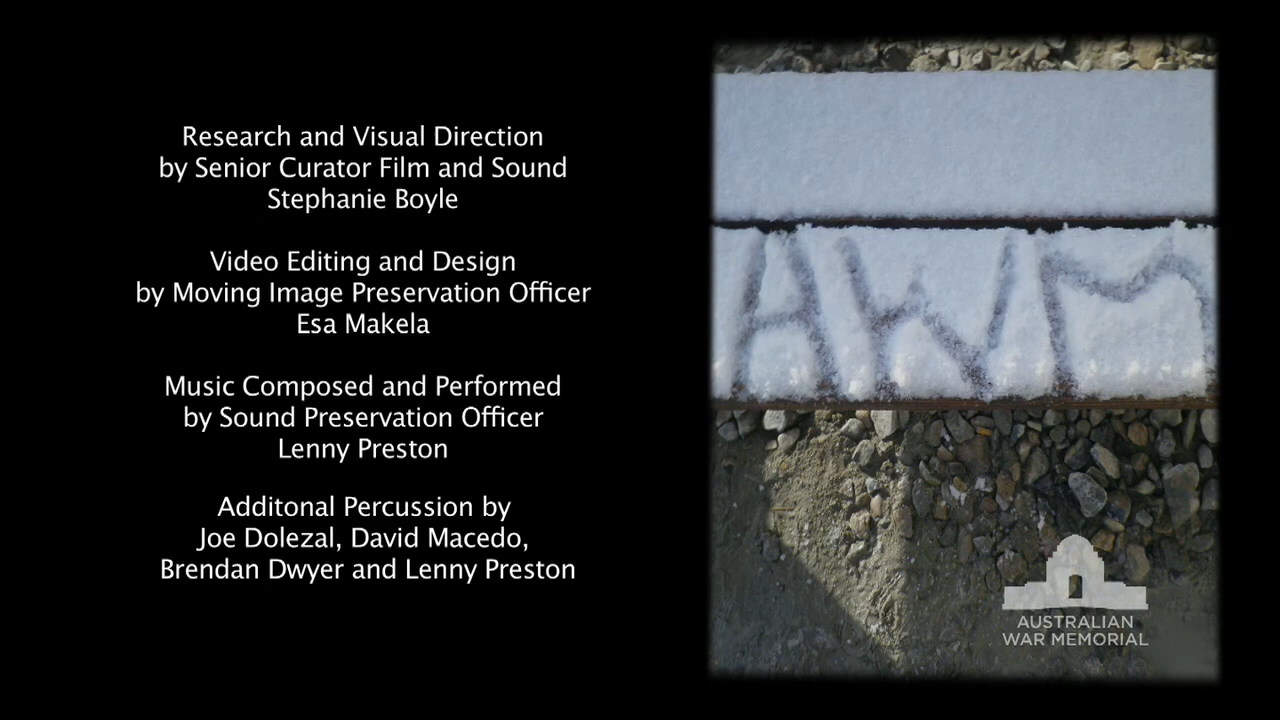 Research and Visual Direction
by Senior Curator Film and Sound
Stephanie Boyle
Video Editing and Design
by Moving Image Preservation Officer
Esa Makela
Music Composed and Performed
by Sound Preservation Officer
Lenny Preston
Additonal Percussion by
Joe Dolezal, David Macedo,
Brendan Dwyer and Lenny Preston
AWM
AUSTRALIAN
WAR MEMORIAL